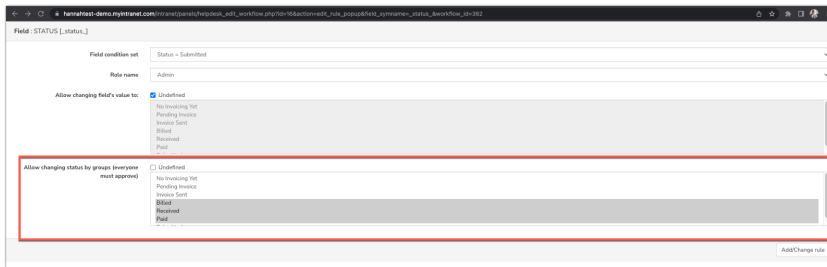 hannahtest-demo.myintranet.com/intranet/panels/helpdesk_edit_workflow.php?id=16&action=edit_rule_popup&field_symname=_status_&workflow_id=362
Field : STATUS [_status_]
Field condition set Status = Submitted
Role name Admin
Allow changing field's value to: Undefined
No Invoicing Yet
Pending Invoice
Invoice Sent
Billed
Received
Paid
Allow changing status by groups (everyone must approve) Undefined
No Invoicing Yet
Pending Invoice
Invoice Sent
Billed
Received
Paid
Add/Change rule